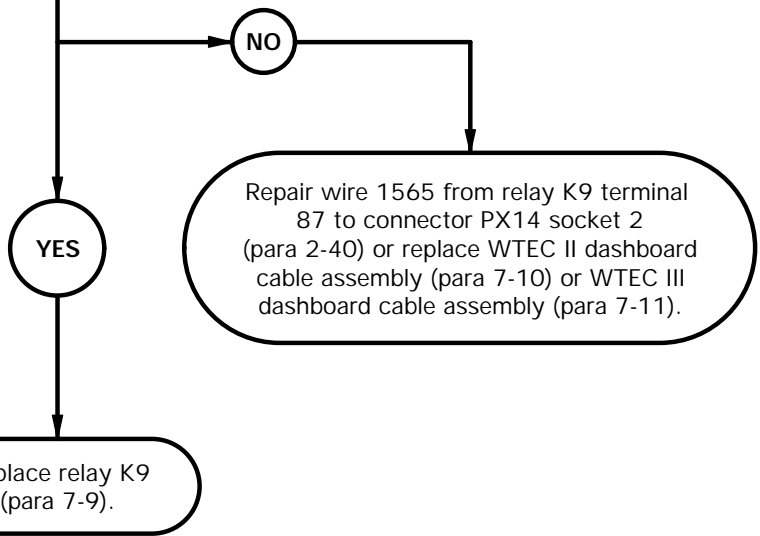 NO
Repair wire 1565 from relay K9 terminal
87 to connector PX14 socket 2
(para 2-40) or replace WTEC II dashboard
cable assembly (para 7-10) or WTEC III
dashboard cable assembly (para 7-11).
YES
place relay K9
(para 7-9).